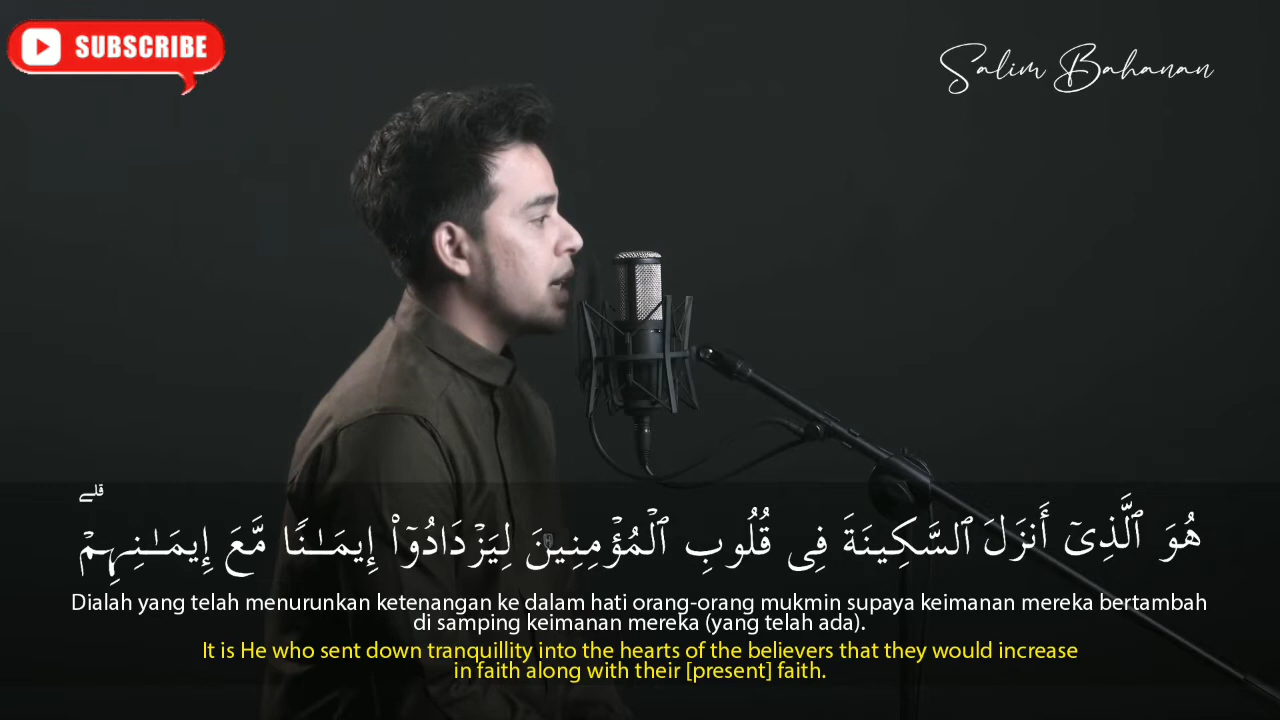 SUBSCRIBE
Salim Bahanan
هُوَ ٱلَّذِىٓ أَنزَلَ ٱلسَّكِينَةَ فِى قُلُوبِ ٱلْمُؤْمِنِينَ لِيَزْدَادُوٓا۟ إِيمَـٰنًا مَّعَ إِيمَـٰنِهِمْ ۗ
Dialah yang telah menurunkan ketenangan ke dalam hati orang-orang mukmin supaya keimanan mereka bertambah
di samping keimanan mereka (yang telah ada).
It is He who sent down tranquillity into the hearts of the believers that they would increase
in faith along with their [present] faith.